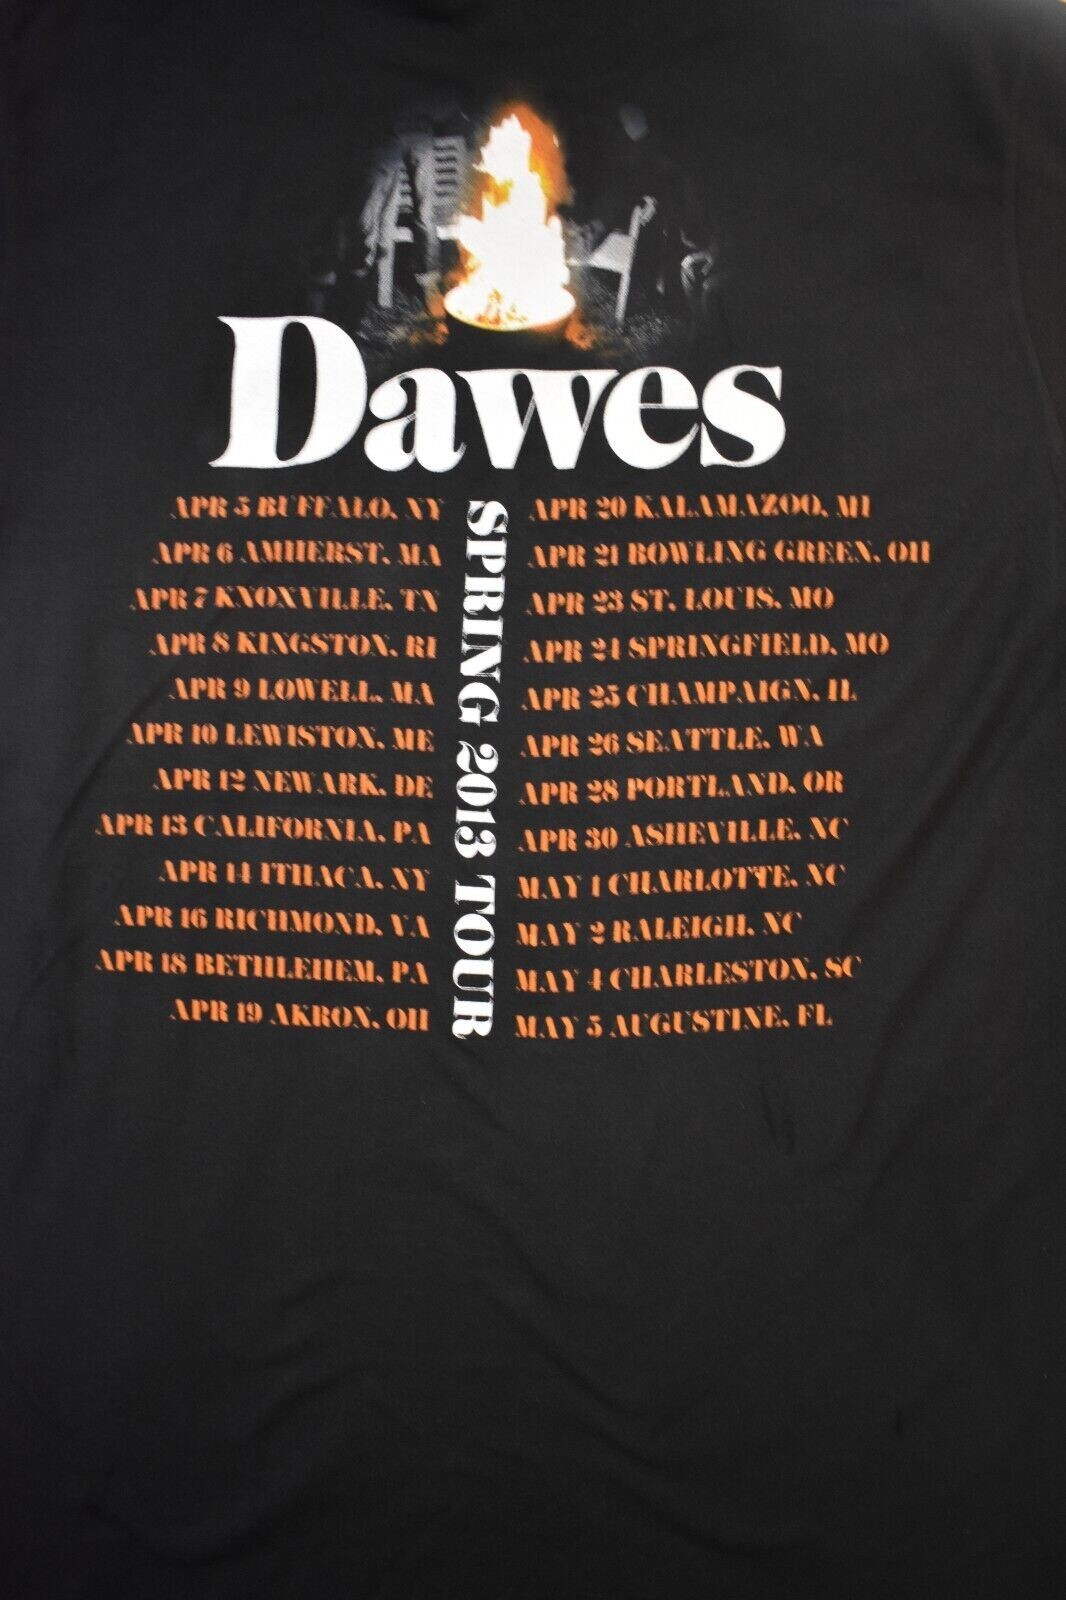 Dawes
SPRING 2013 TOUR
APR 5 BUFFALO, NY
APR 6 AMHERST, MA
APR 7 KNOXVILLE, TN
APR 8 KINGSTON, RI
APR 9 LOWELL, MA
APR 10 LEWISTON, ME
APR 12 NEWARK, DE
APR 13 CALIFORNIA, PA
APR 14 ITHACA, NY
APR 16 RICHMOND, VA
APR 18 BETHLEHEM, PA
APR 19 AKRON, OH
APR 20 KALAMAZOO, MI
APR 21 BOWLING GREEN, OH
APR 23 ST. LOUIS, MO
APR 24 SPRINGFIELD, MO
APR 25 CHAMPAIGN, IL
APR 26 SEATTLE, WA
APR 28 PORTLAND, OR
APR 30 ASHEVILLE, NC
MAY 1 CHARLOTTE, NC
MAY 2 RALEIGH, NC
MAY 4 CHARLESTON, SC
MAY 5 AUGUSTINE, FL